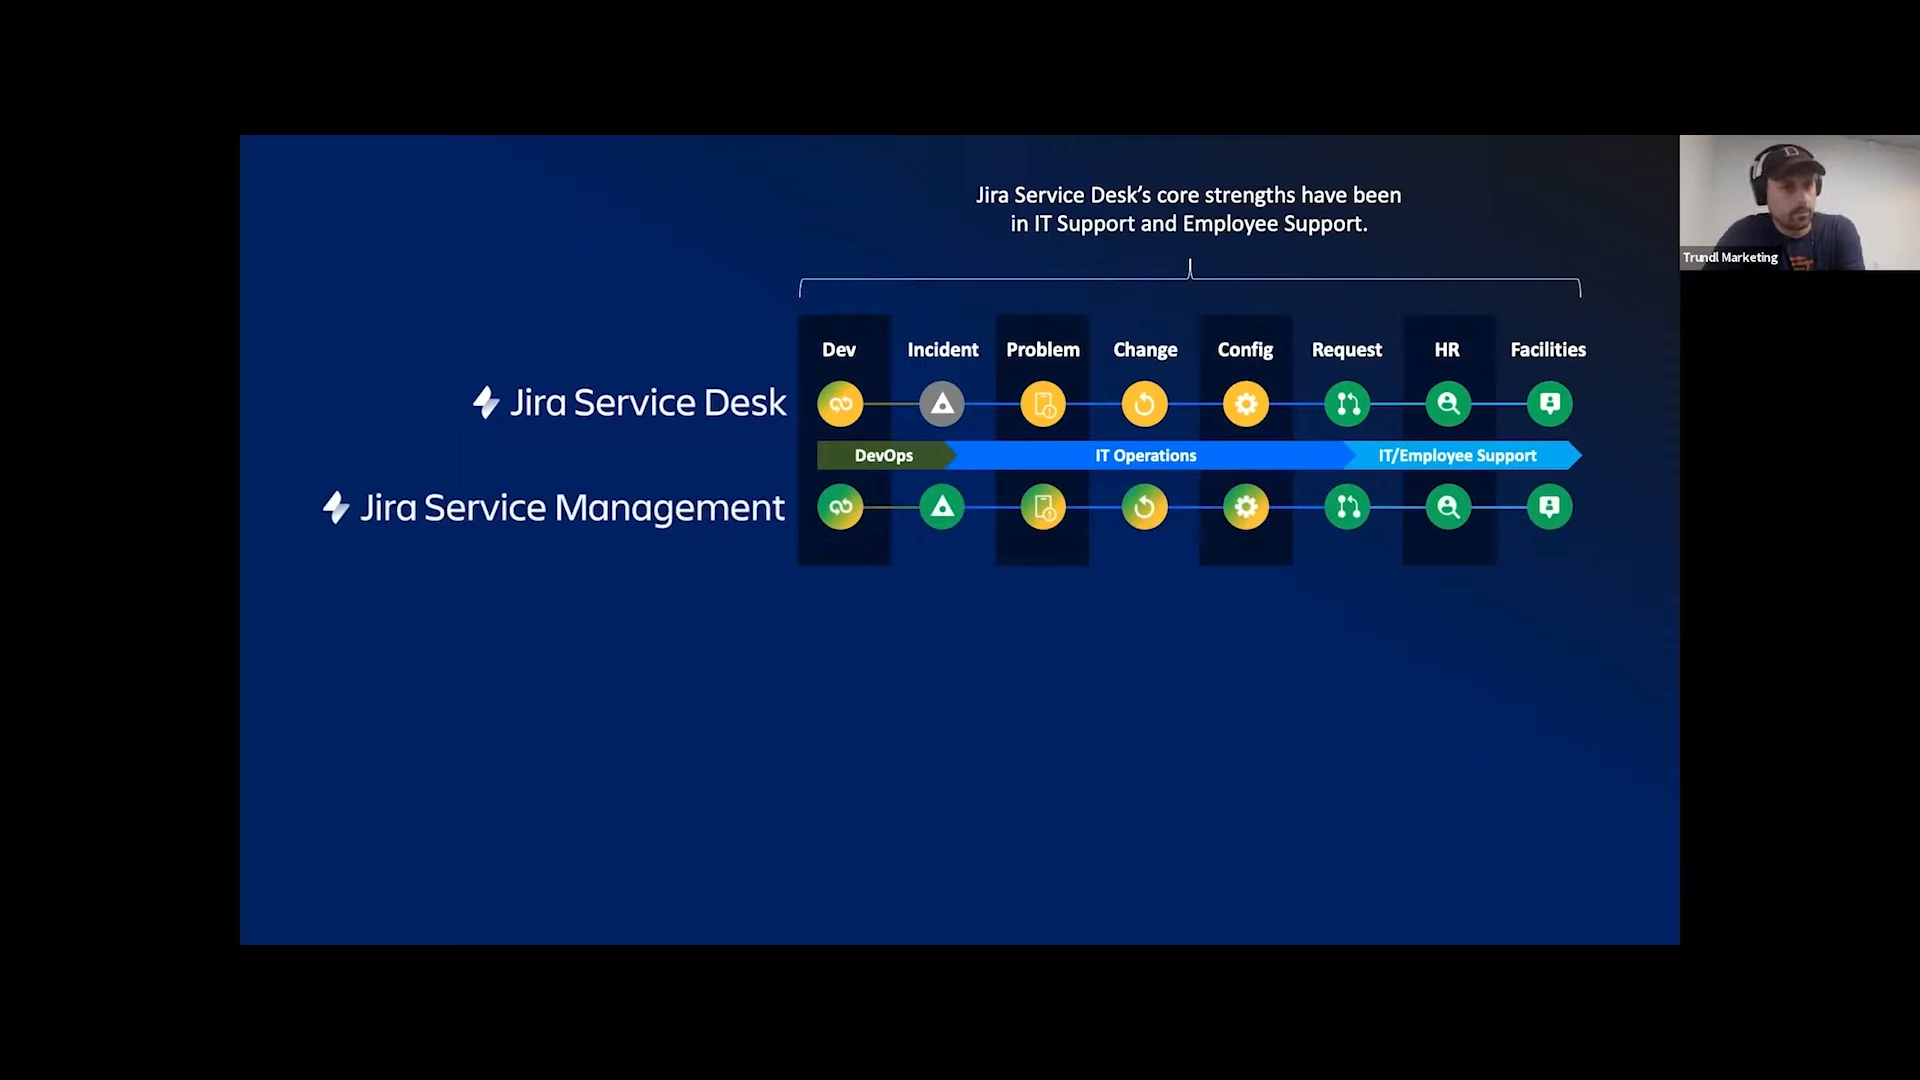 Jira Service Desk’s core strengths have been
in IT Support and Employee Support.
Trundl Marketing
Dev Incident Problem Change Config Request HR Facilities
Jira Service Desk
DevOps IT Operations IT/Employee Support
Jira Service Management